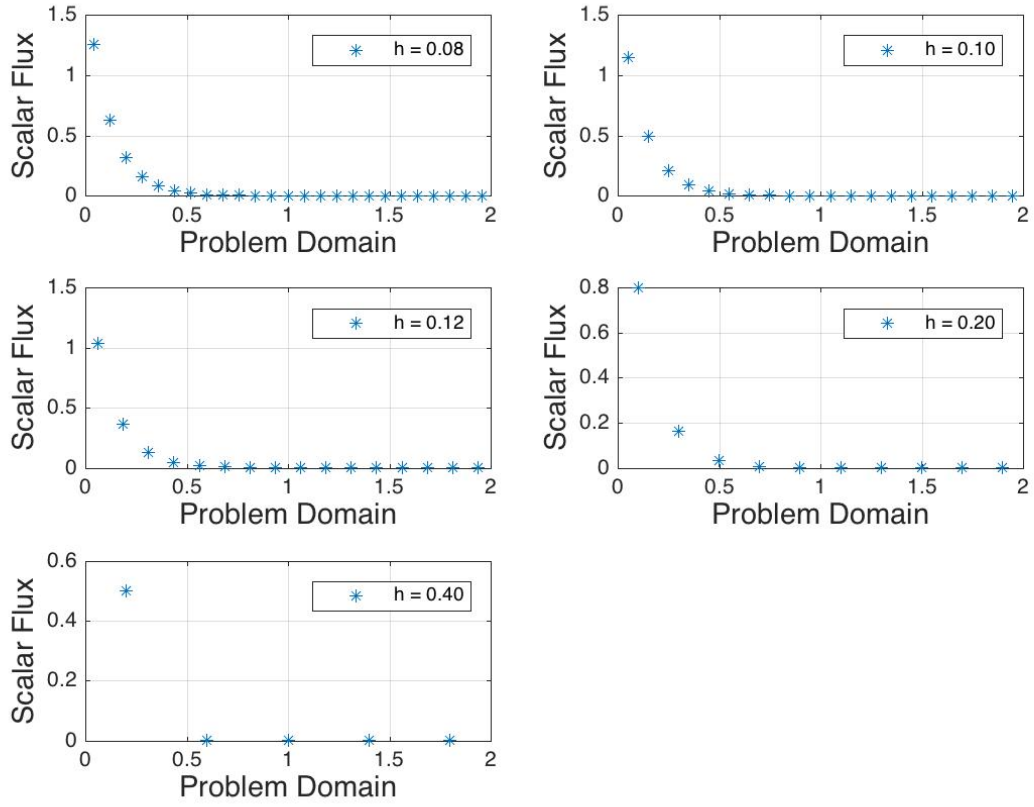 1.5
1
0.5
0
Scalar Flux
h = 0.08
0 0.5 1 1.5 2
Problem Domain
1.5
1
0.5
0
Scalar Flux
h = 0.10
0 0.5 1 1.5 2
Problem Domain
1.5
1
0.5
0
Scalar Flux
h = 0.12
0 0.5 1 1.5 2
Problem Domain
0.8
0.6
0.4
0.2
0
Scalar Flux
h = 0.20
0 0.5 1 1.5 2
Problem Domain
0.6
0.4
0.2
0
Scalar Flux
h = 0.40
0 0.5 1 1.5 2
Problem Domain